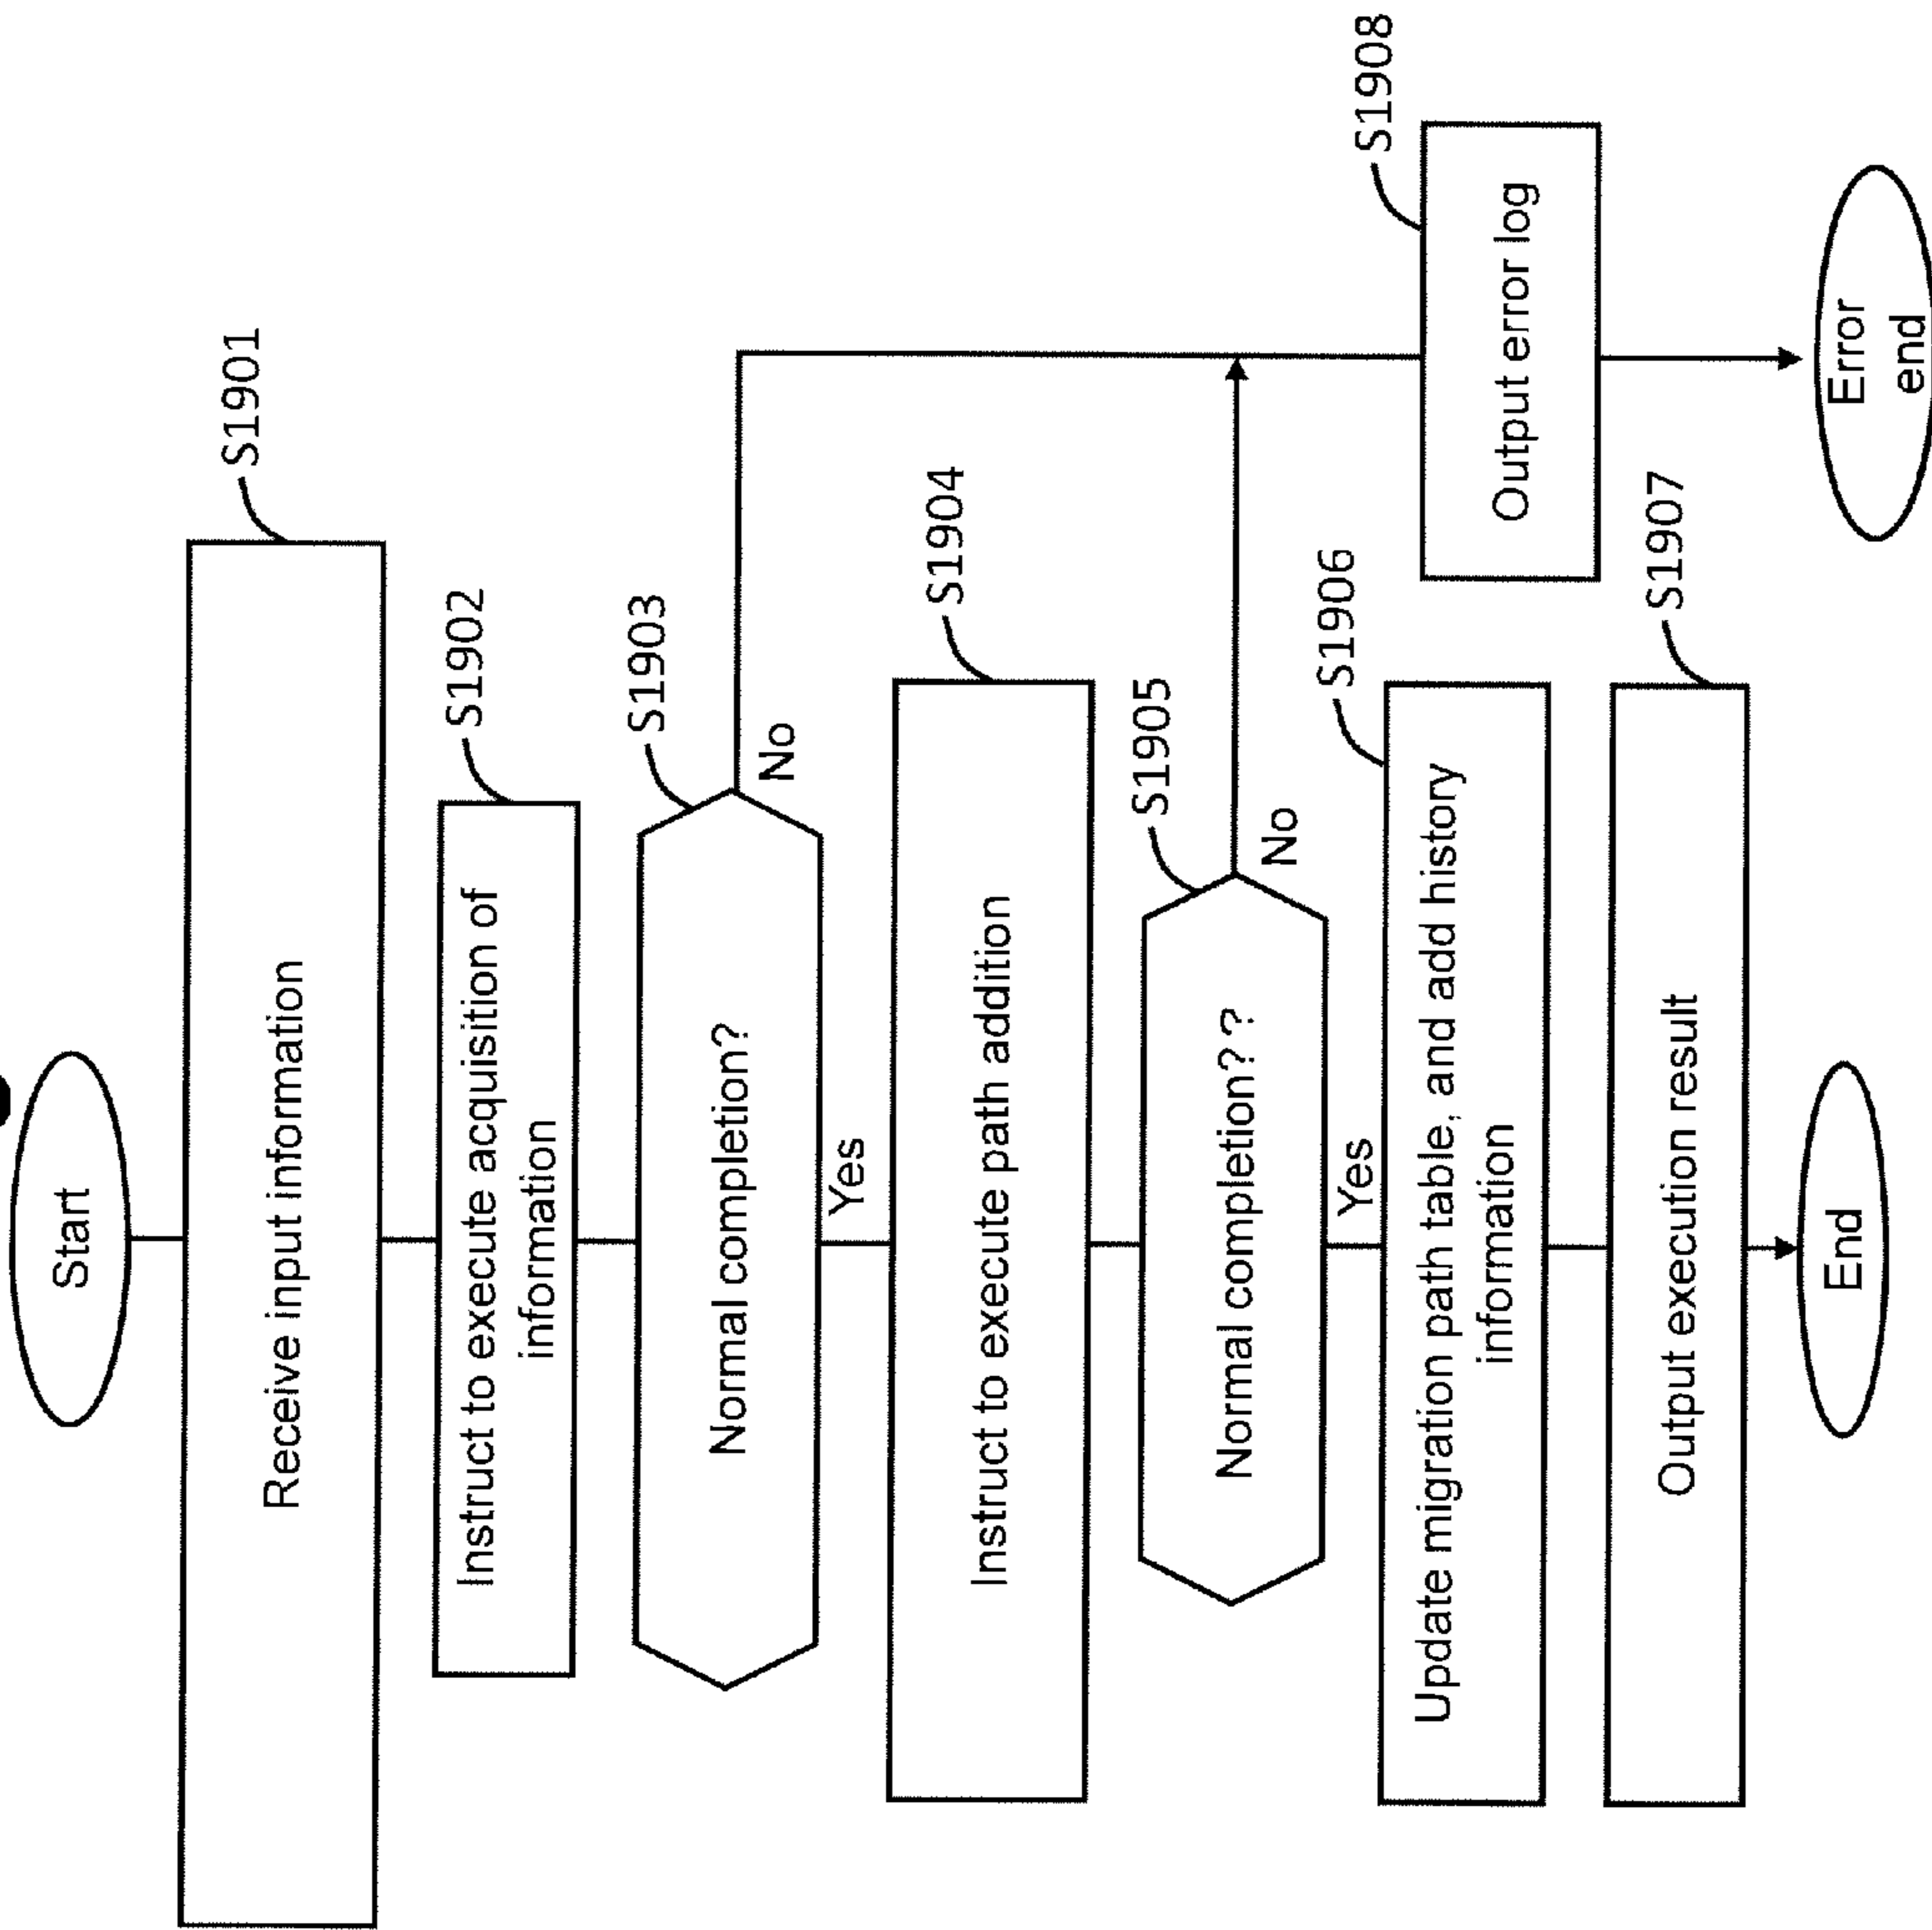 Start
S1901
Receive input information
S1902
Instruct to execute acquisition of
information
S1903
Normal completion?
No
Yes
S1904
Instruct to execute path addition
S1905
Normal completion? ?
No
Yes
S1906
Update migration path table, and add history
information
S1907
Output execution result
End
S1908
Output error log
Error
end